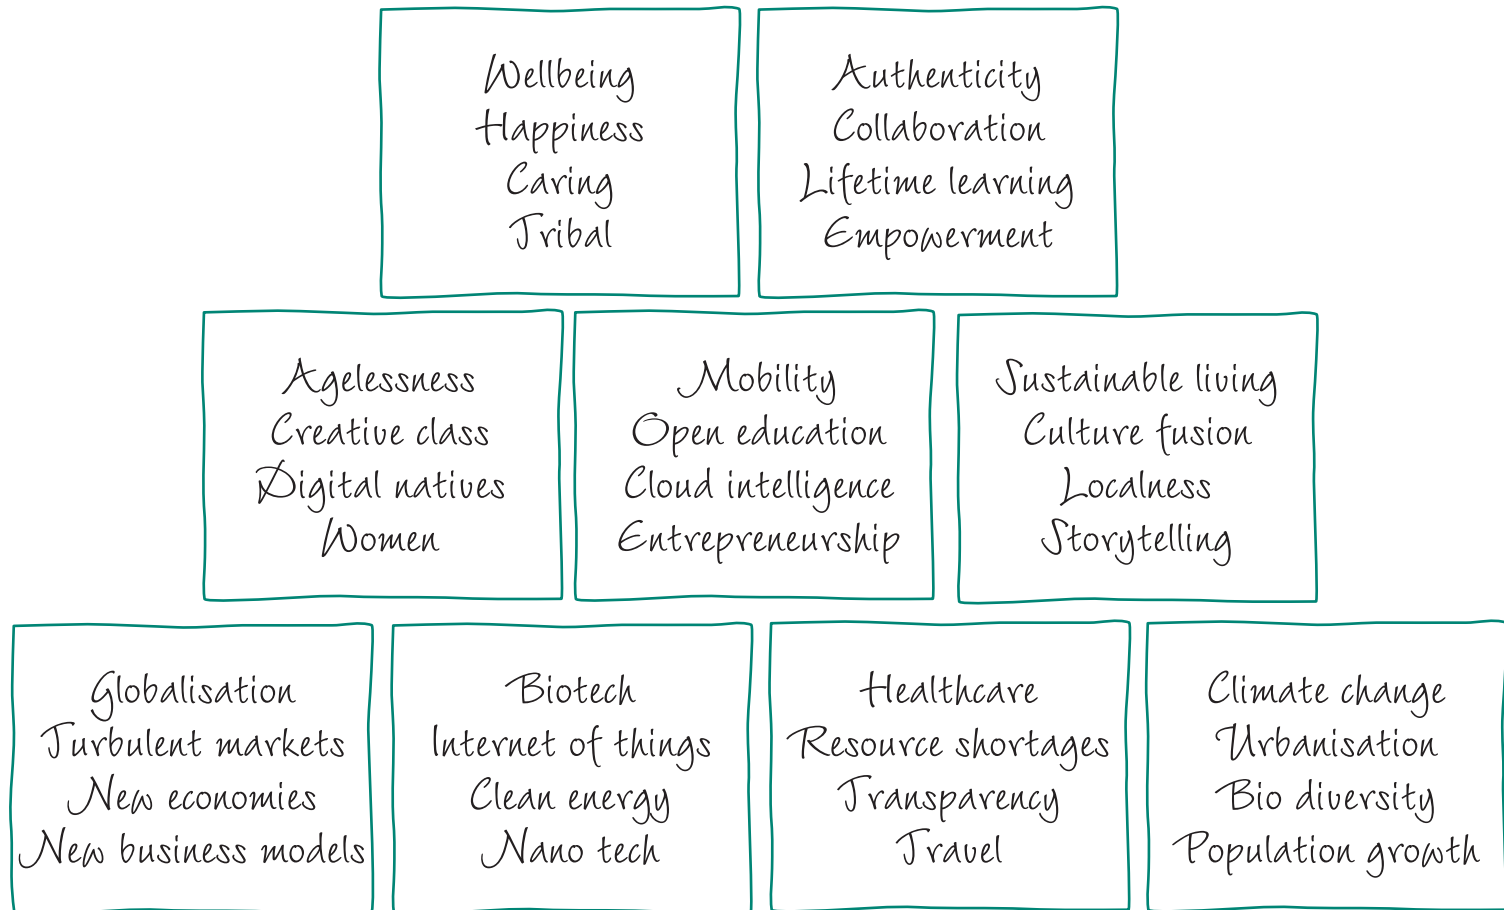 Wellbeing
Happiness
Caring
Tribal
Authenticity
Collaboration
Lifetime learning
Empowerment
Agelessness
Creative class
Digital natives
Women
Mobility
Open education
Cloud intelligence
Entrepreneurship
Sustainable living
Culture fusion
Localness
Storytelling
Globalisation
Turbulent markets
New economies
New business models
Biotech
Internet of things
Clean energy
Nano tech
Healthcare
Resource shortages
Transparency
Travel
Climate change
Urbanisation
Bio diversity
Population growth